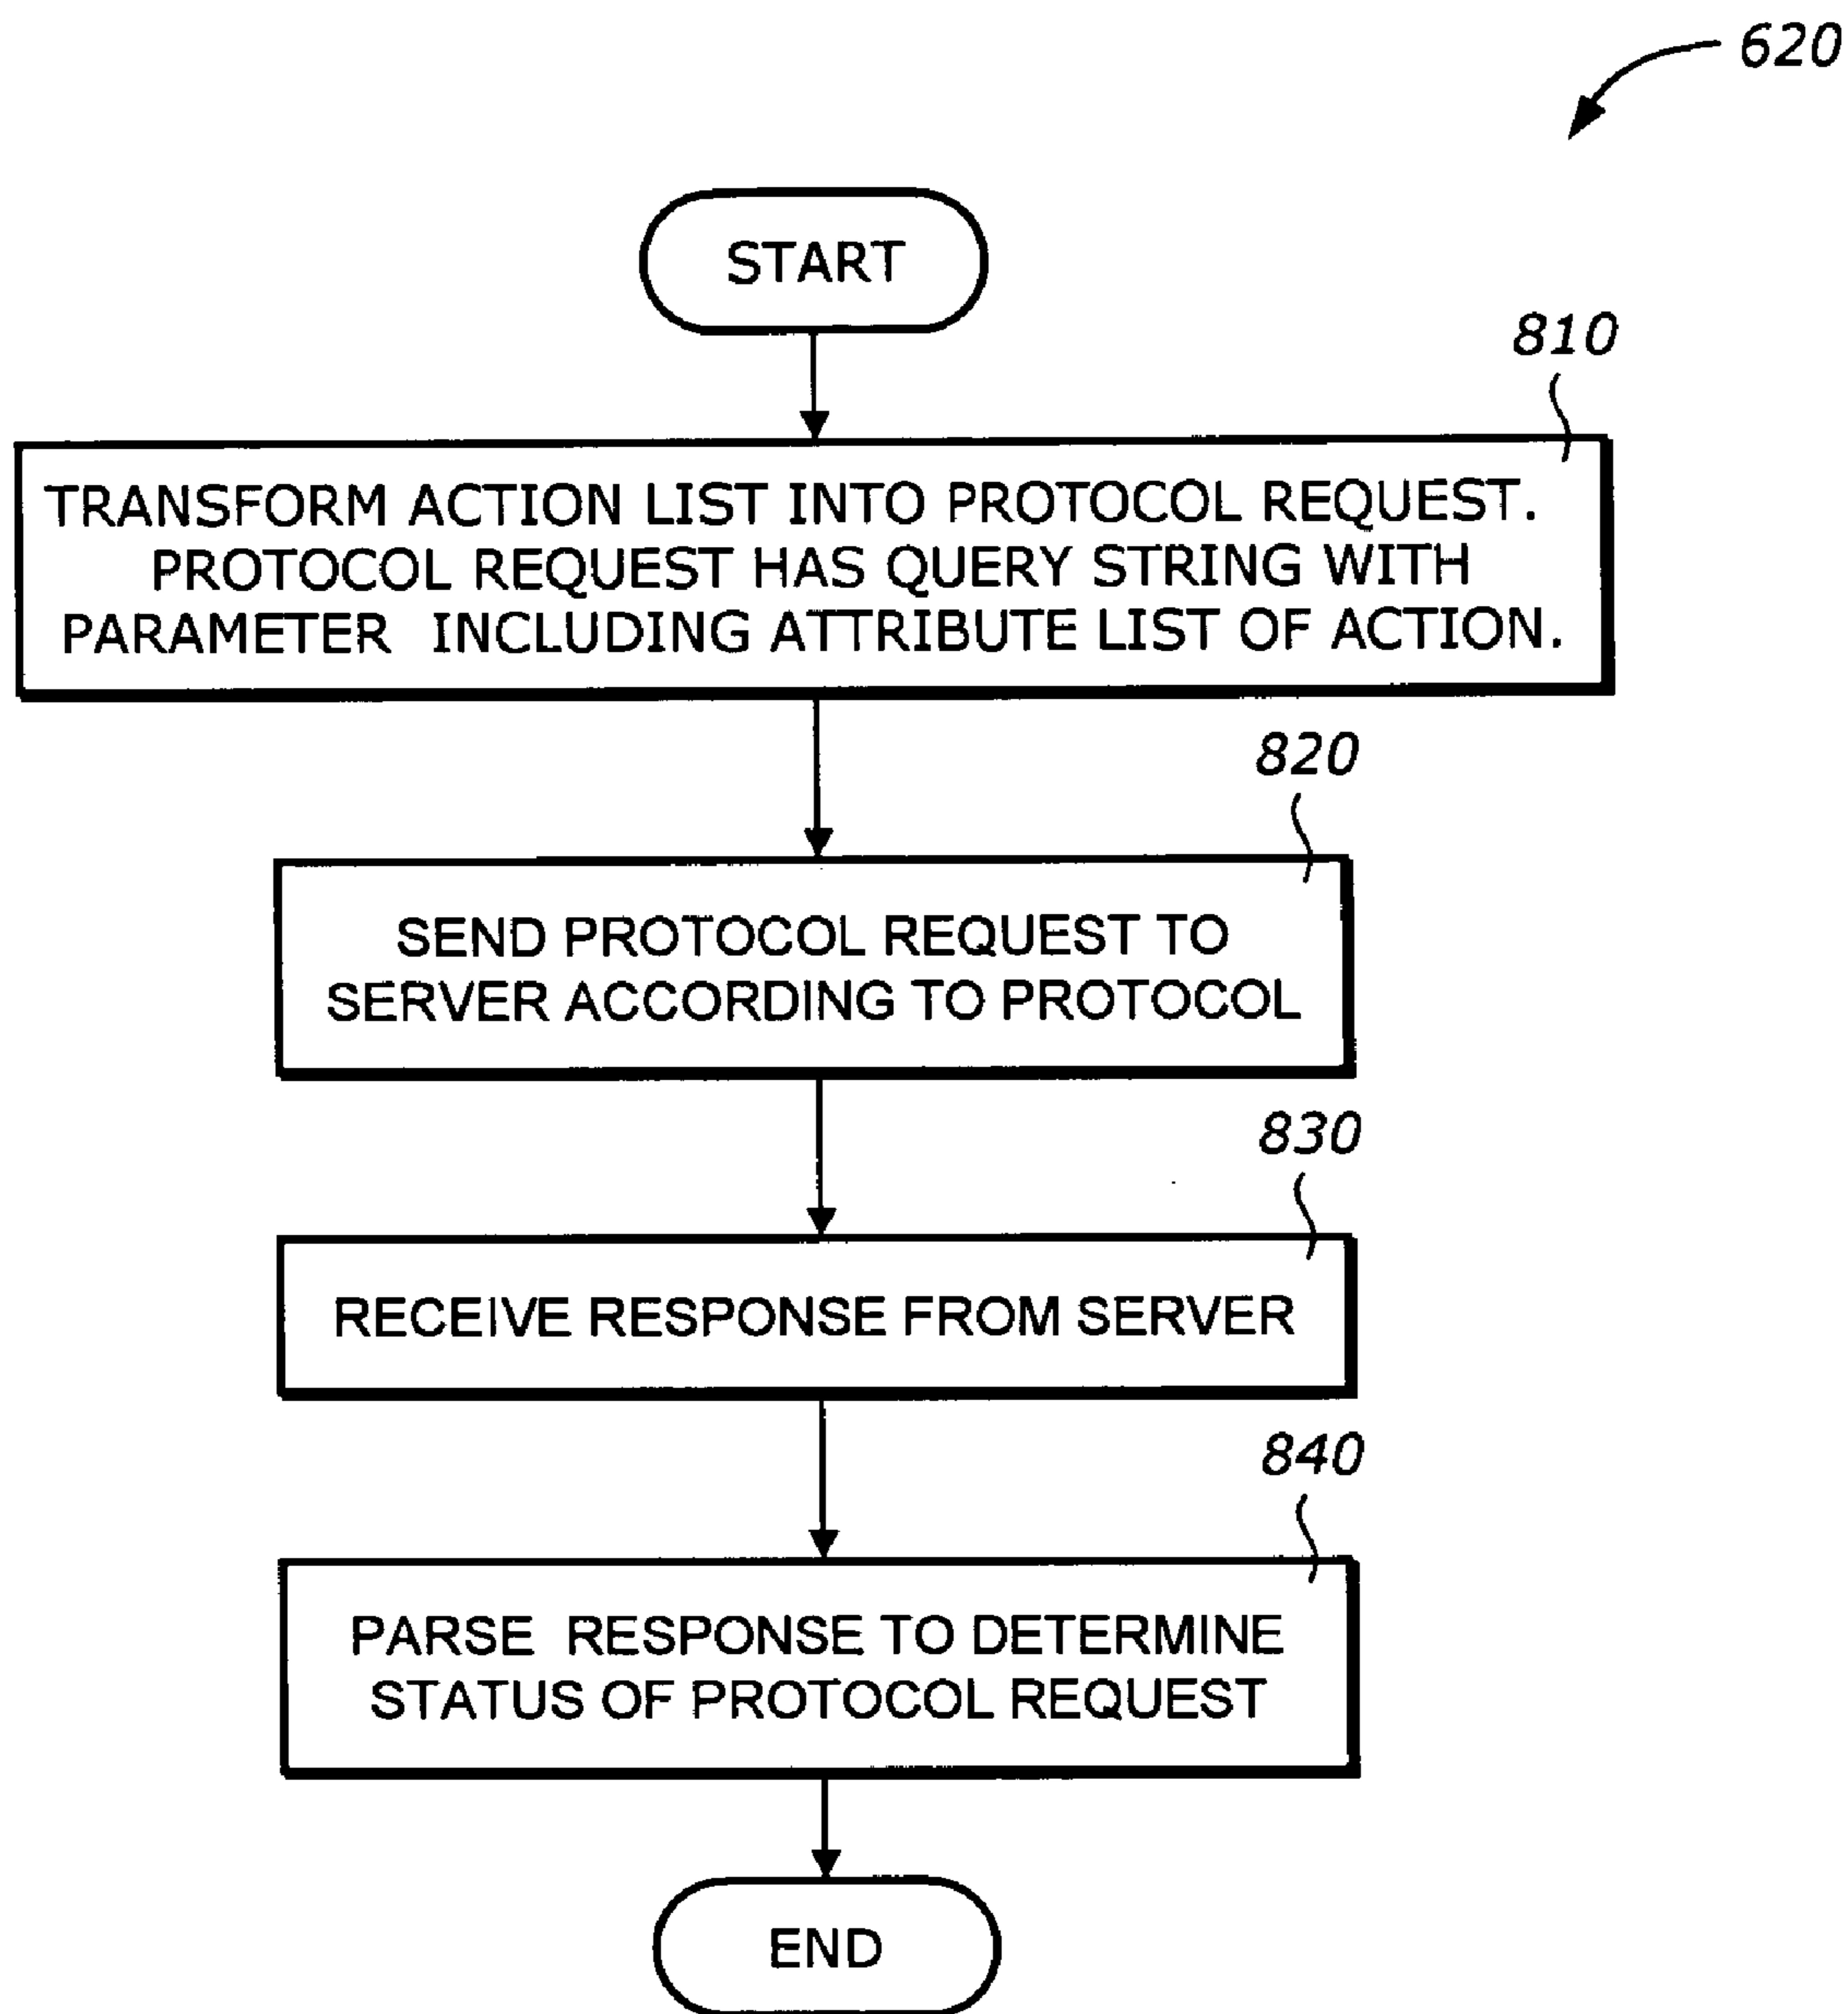 620
START
810
TRANSFORM ACTION LIST INTO PROTOCOL REQUEST.
PROTOCOL REQUEST HAS QUERY STRING WITH
PARAMETER INCLUDING ATTRIBUTE LIST OF ACTION.
820
SEND PROTOCOL REQUEST TO
SERVER ACCORDING TO PROTOCOL
830
RECEIVE RESPONSE FROM SERVER
840
PARSE RESPONSE TO DETERMINE
STATUS OF PROTOCOL REQUEST
END